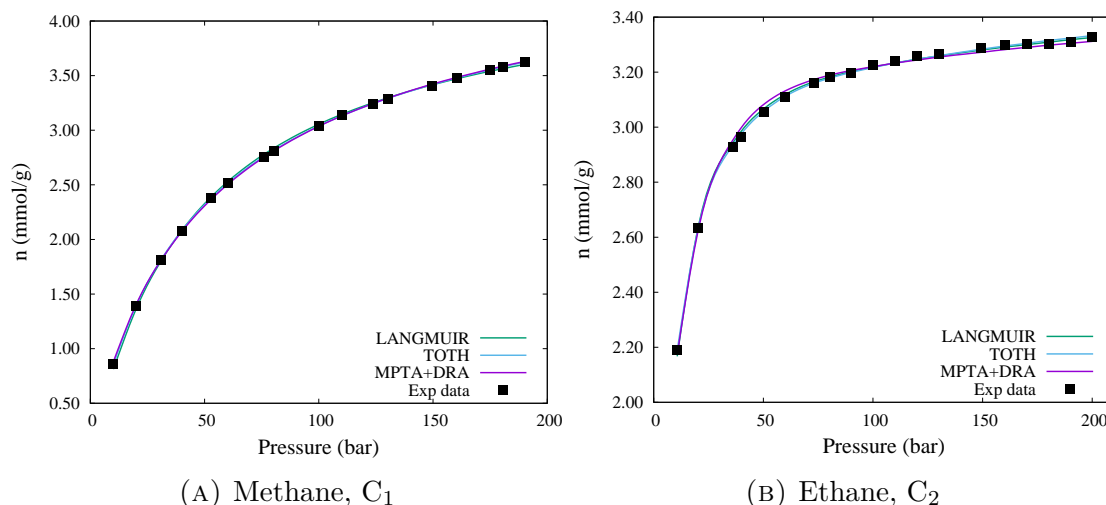 4.00
3.50
3.00
2.50
2.00
1.50
1.00
0.50
n (mmol/g)
0
50
100
150
200
Pressure (bar)
LANGMUIR
TOTH
MPTA+DRA
Exp data
(A) Methane, C₁
3.40
3.20
3.00
2.80
2.60
2.40
2.20
2.00
n (mmol/g)
0
50
100
150
200
Pressure (bar)
LANGMUIR
TOTH
MPTA+DRA
Exp data
(B) Ethane, C₂